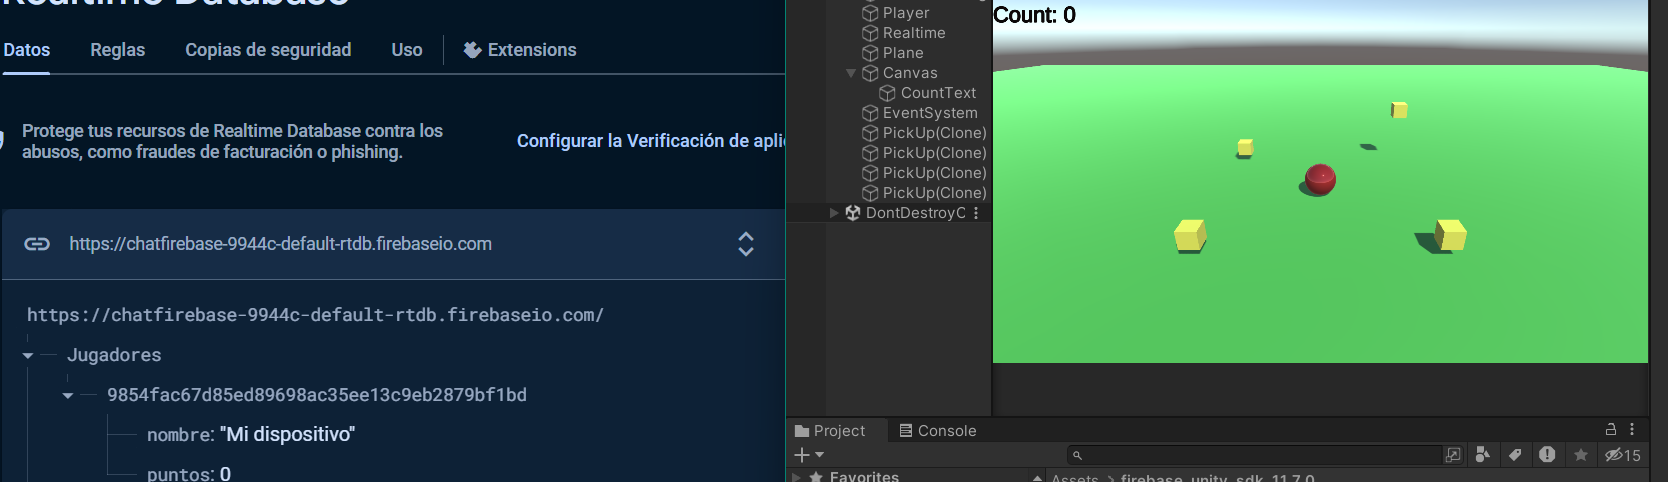 Realtime Database
Datos
Reglas
Copias de seguridad
Uso
Extensions
Protege tus recursos de Realtime Database contra los
abusos, como fraudes de facturación o phishing.
Configurar la Verificación de apli
https://chatfirebase-9944c-default-rtdb.firebaseio.com
https://chatfirebase-9944c-default-rtdb.firebaseio.com/
Jugadores
9854fac67d85ed89698ac35ee13c9eb2879bf1bd
nombre: "Mi dispositivo"
puntos: 0
Player
Realtime
Plane
Canvas
CountText
EventSystem
PickUp(Clone)
PickUp(Clone)
PickUp(Clone)
PickUp(Clone)
DontDestroyC
Count: 0
Project
Console
15
Favorites
Assets > firebase_unity_sdk_11.7.0